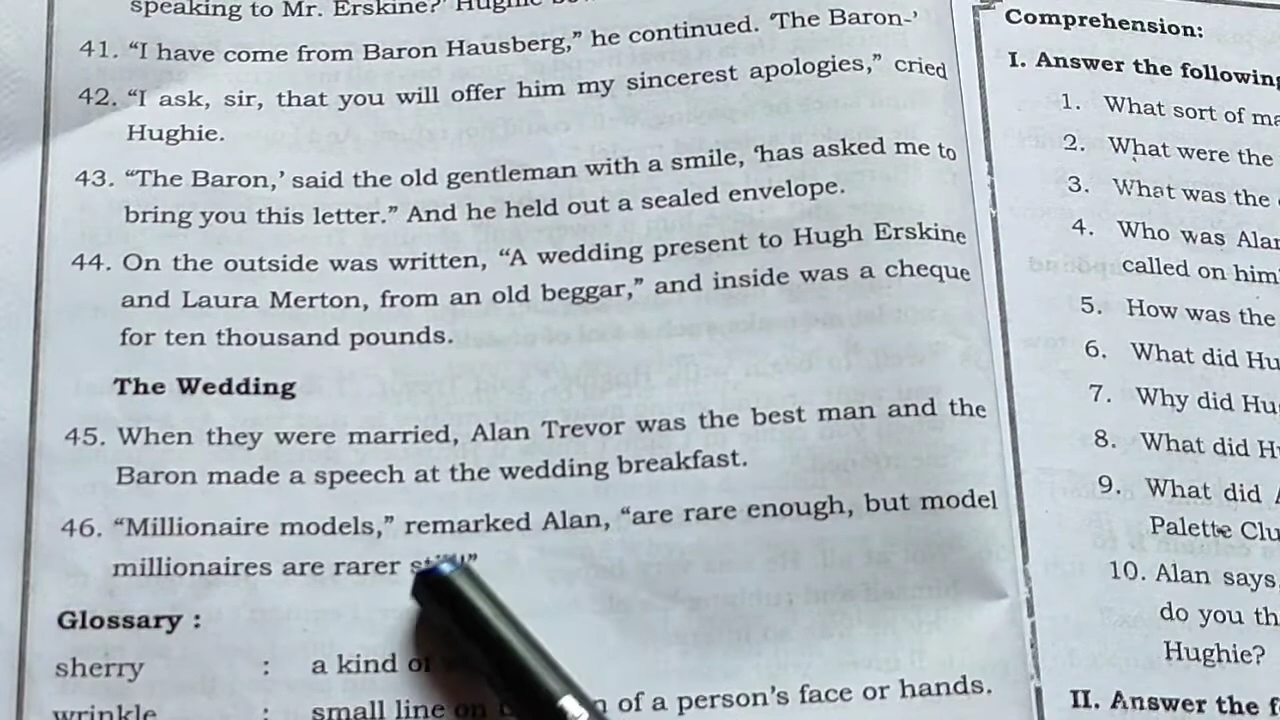 speaking to Mr. Erskine?' Hughie
41. “I have come from Baron Hausberg,” he continued. ‘The Baron-’
42. “I ask, sir, that you will offer him my sincerest apologies,” cried
Hughie.
43. “The Baron,’ said the old gentleman with a smile, ‘has asked me to
bring you this letter.” And he held out a sealed envelope.
44. On the outside was written, “A wedding present to Hugh Erskine
and Laura Merton, from an old beggar,” and inside was a cheque
for ten thousand pounds.
The Wedding
45. When they were married, Alan Trevor was the best man and the
Baron made a speech at the wedding breakfast.
46. “Millionaire models,” remarked Alan, “are rare enough, but model
millionaires are rarer
Glossary :
sherry : a kind of
wrinkle : small line on of a person’s face or hands.
Comprehension:
I. Answer the following
1. What sort of
2. What were the
3. What was the
4. Who was Alan
called on him
5. How was the
6. What did
7. Why did
8. What did
9. What did
Palette
10. Alan says
do you
Hughie?
II. Answer the